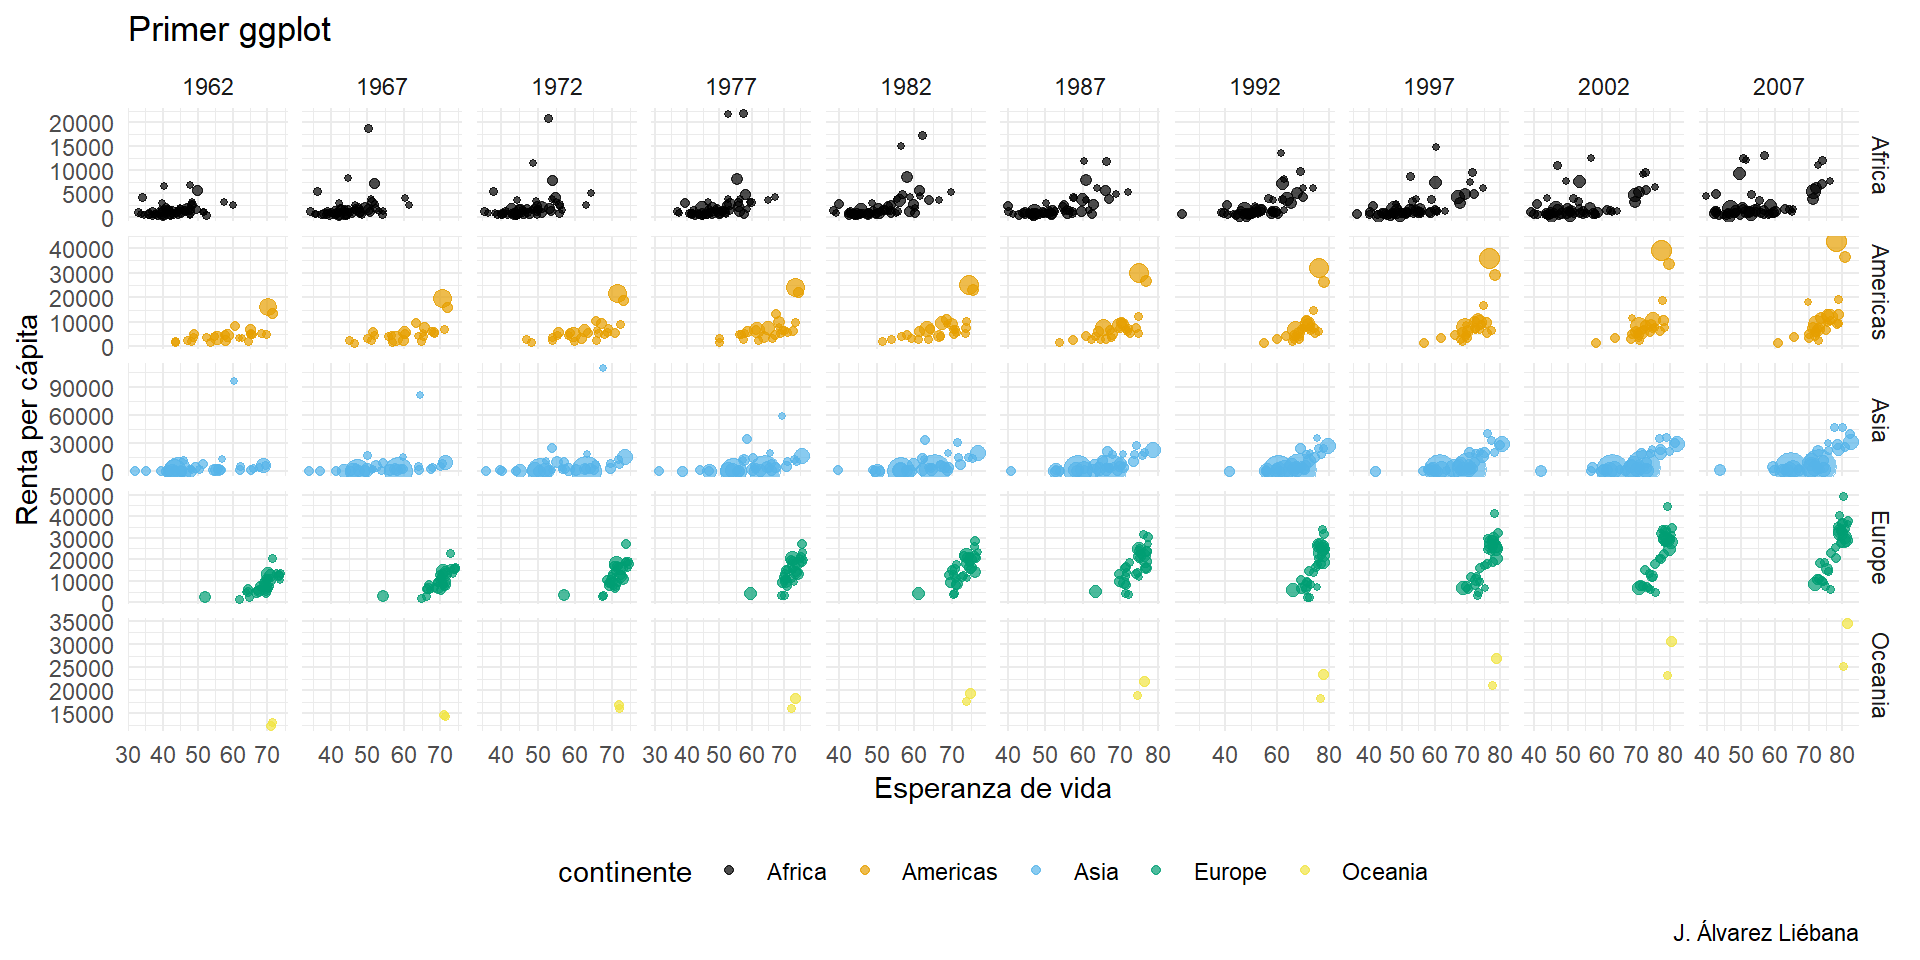 Primer ggplot
1962 1967 1972 1977 1982 1987 1992 1997 2002 2007
20000
15000
10000
5000
0
Africa
40000
30000
20000
10000
0
Americas
90000
60000
30000
0
Asia
50000
40000
30000
20000
10000
0
Europe
35000
30000
25000
20000
15000
Oceania
Renta per cápita
30 40 50 60 70 40 50 60 70 40 50 60 70 30 40 50 60 70 40 50 60 70 40 50 60 70 80 40 60 80 40 50 60 70 80 40 50 60 70 80 40 50 60 70 80
Esperanza de vida
continente Africa Americas Asia Europe Oceania
J. Álvarez Liébana